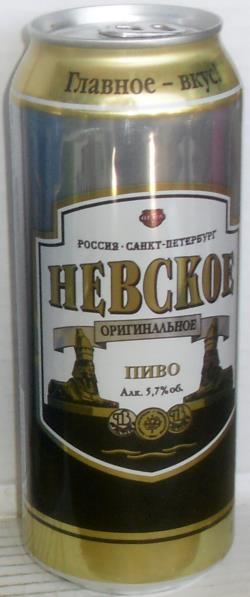 Главное - вкус!
РОССИЯ · САНКТ-ПЕТЕРБУРГ
НЕВСКОЕ
ОРИГИНАЛЬНОЕ
ПИВО
Алк. 5,7% об.